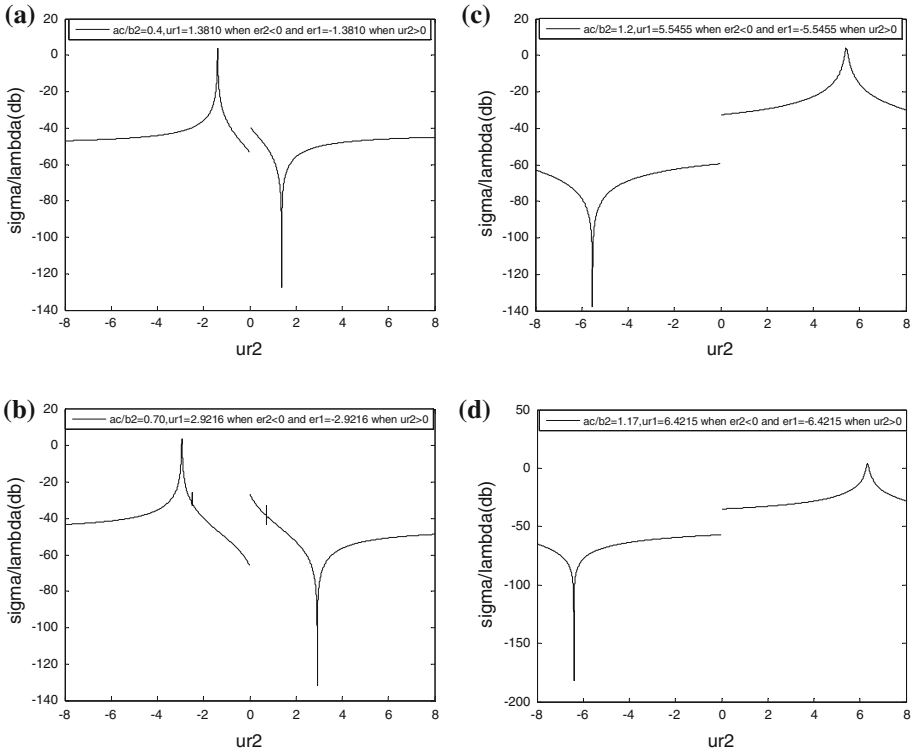 (a)
ac/b2=0.4,ur1=1.3810 when er2<0 and er1=-1.3810 when ur2>0
20
0
-20
-40
-60
-80
-100
-120
-140
sigma/lambda(db)
-8 -6 -4 -2 0 2 4 6 8
ur2
(c)
ac/b2=1.2,ur1=5.5455 when er2<0 and er1=-5.5455 when ur2>0
20
0
-20
-40
-60
-80
-100
-120
-140
sigma/lambda(db)
-8 -6 -4 -2 0 2 4 6 8
ur2
(b)
ac/b2=0.70,ur1=2.9216 when er2<0 and er1=-2.9216 when ur2>0
20
0
-20
-40
-60
-80
-100
-120
-140
sigma/lambda(db)
-8 -6 -4 -2 0 2 4 6 8
ur2
(d)
ac/b2=1.17,ur1=6.4215 when er2<0 and er1=-6.4215 when ur2>0
50
0
-50
-100
-150
-200
sigma/lambda(db)
-8 -6 -4 -2 0 2 4 6 8
ur2